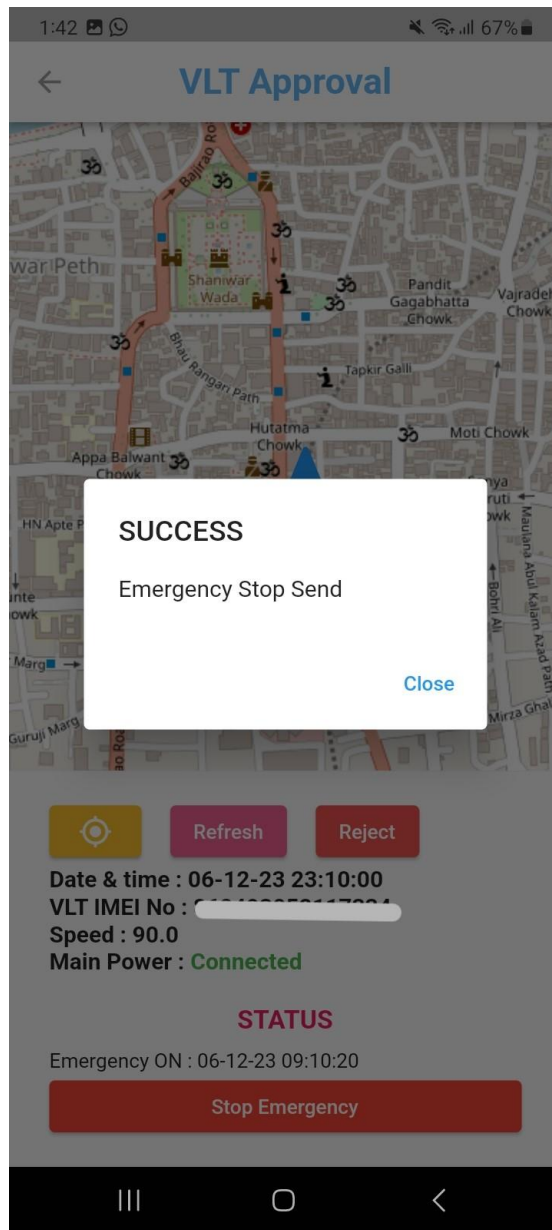 1:42
67%
VLT Approval
Bajirao Ro
war Peth
Shaniwar
Wada
Pandit
Gagabhatta
Chowk
Vajradeh
Chowk
Bhau Rangari Path
Tapkir Galli
Hutatma
Chowk
Moti Chowk
Appa Balwant
Chowk
HN Apte P
Maulana Abul Kalam Azad Path
Bohri Ali
SUCCESS
Emergency Stop Send
Close
Marg
Guruji Marg
Mirza Ghal
Refresh
Reject
Date & time : 06-12-23 23:10:00
VLT IMEI No :
Speed : 90.0
Main Power : Connected
STATUS
Emergency ON : 06-12-23 09:10:20
Stop Emergency